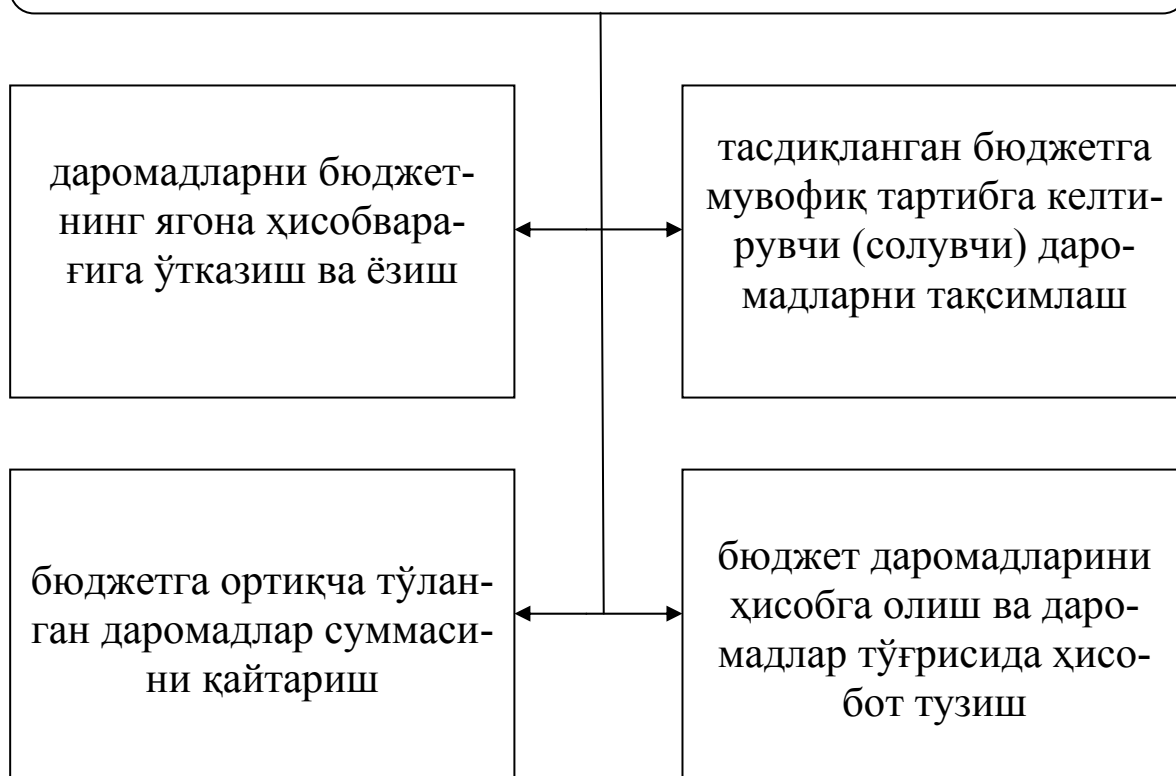 даромадларни бюджет-
нинг ягона ҳисобвара-
ғига ўтказиш ва ёзиш
тасдиқланган бюджетга
мувофиқ тартибга келти-
рувчи (солувчи) даро-
мадларни тақсимлаш
бюджетга ортиқча тўлан-
ган даромадлар суммаси-
ни қайтариш
бюджет даромадларини
ҳисобга олиш ва даро-
мадлар тўғрисида ҳисо-
бот тузиш